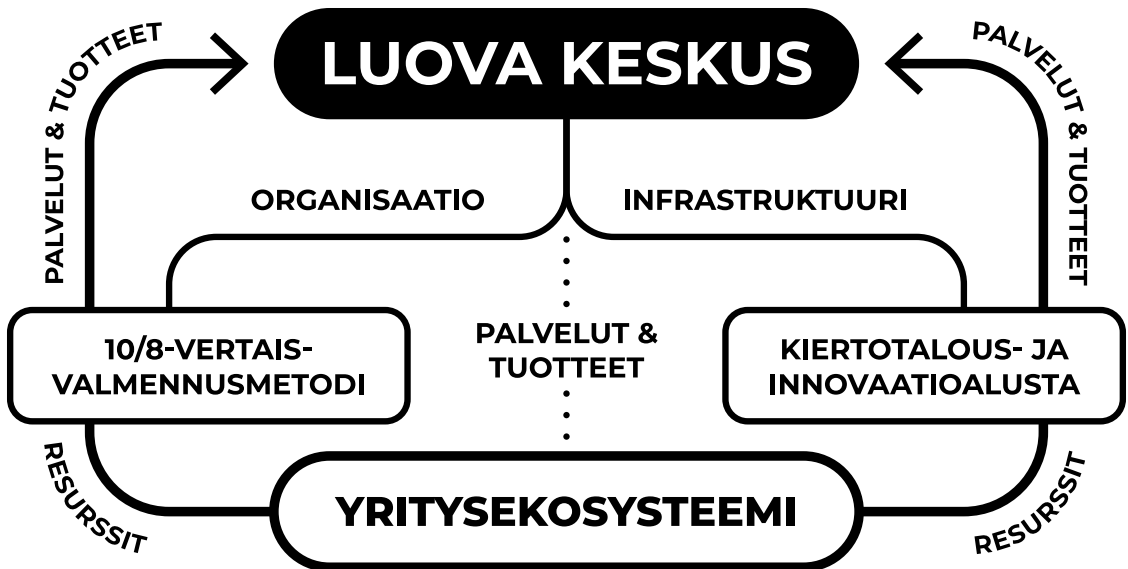 LUOVA KESKUS
PALVELUT & TUOTTEET
PALVELUT & TUOTTEET
ORGANISAATIO
INFRASTRUKTUURI
10/8-VERTAIS-
VALMENNUSMETODI
PALVELUT &
TUOTTEET
KIERTOTALOUS- JA
INNOVAATIOALUSTA
RESURSSIT
YRITYSEKOSYSTEEMI
RESURSSIT